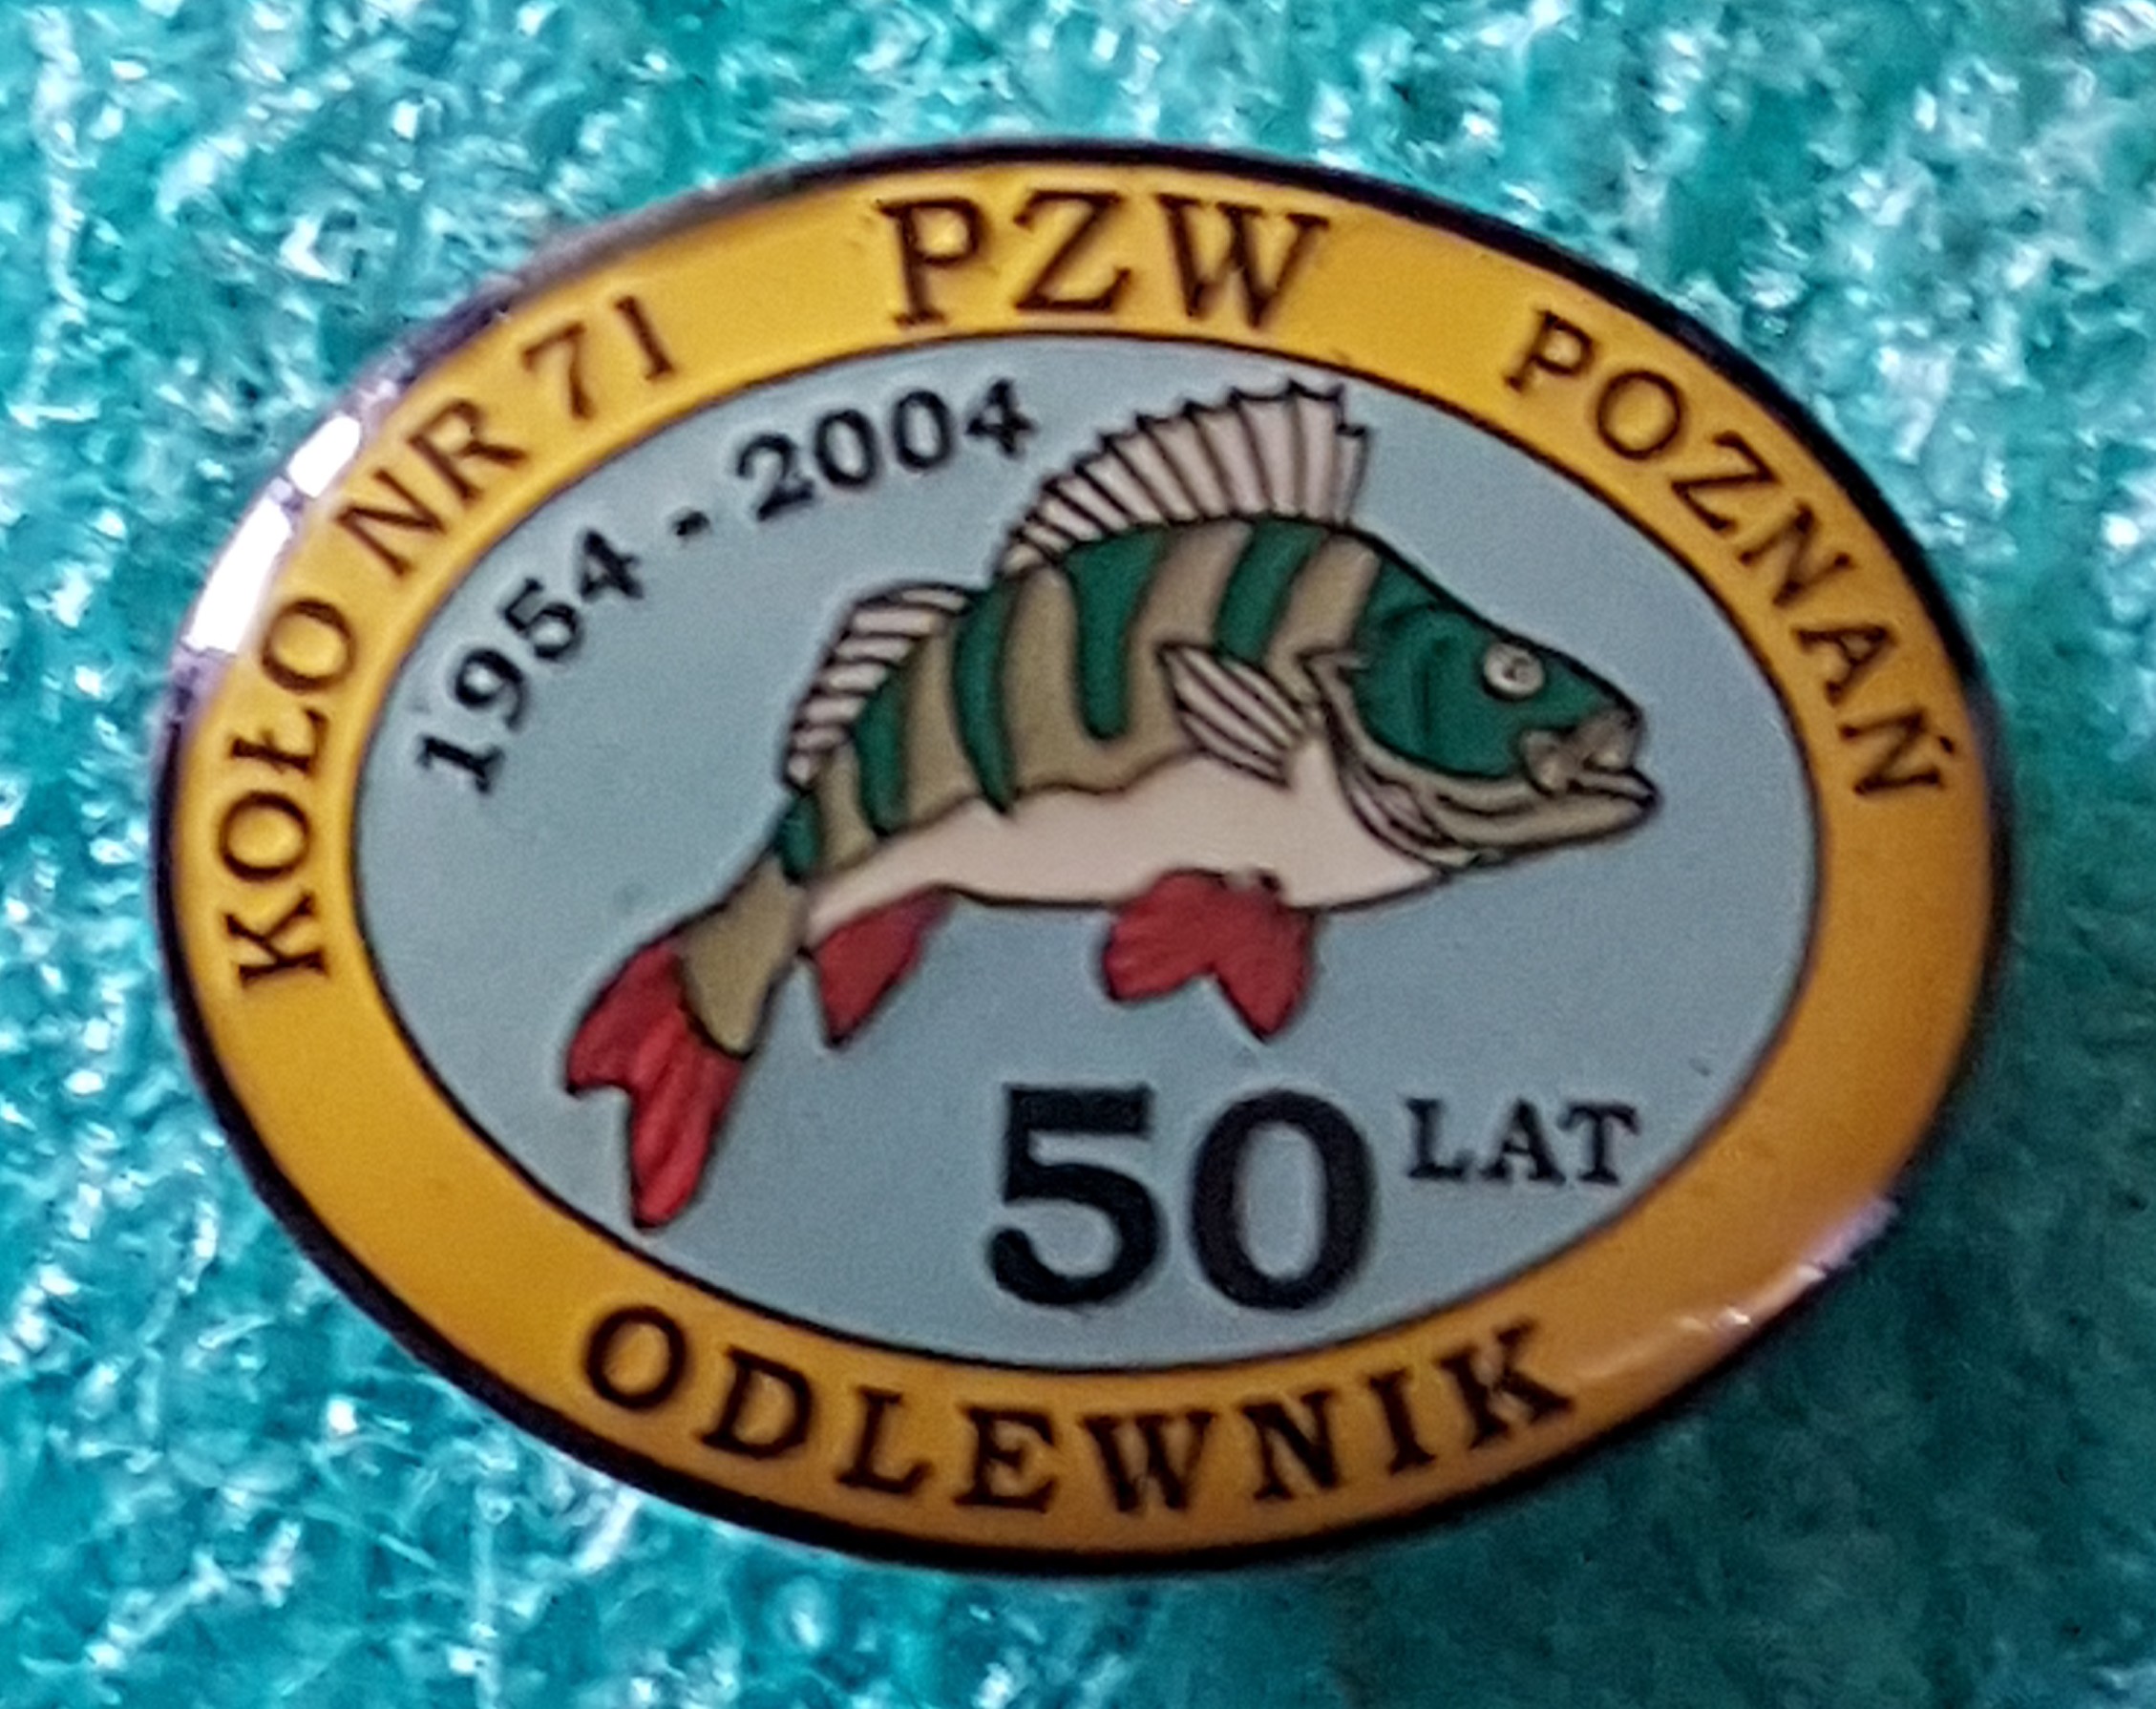 KOŁO NR 71 PZW POZNAŃ
1954 - 2004
50 LAT
ODLEWNIK